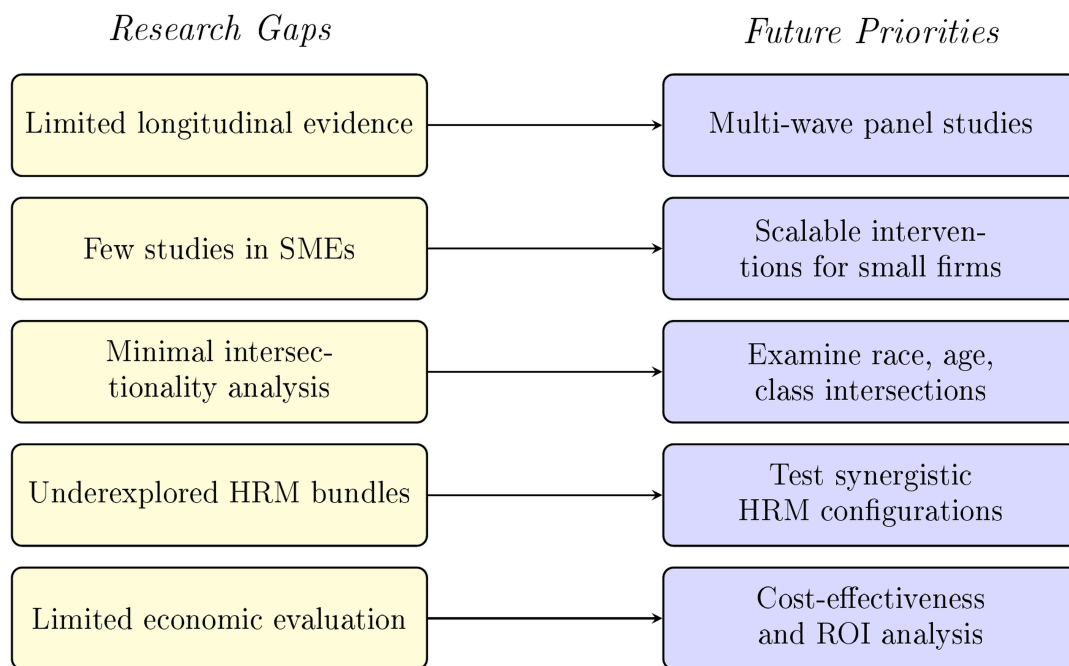 Research Gaps
Future Priorities
Limited longitudinal evidence
Multi-wave panel studies
Few studies in SMEs
Scalable interven-
tions for small firms
Minimal intersec-
tionality analysis
Examine race, age,
class intersections
Underexplored HRM bundles
Test synergistic
HRM configurations
Limited economic evaluation
Cost-effectiveness
and ROI analysis